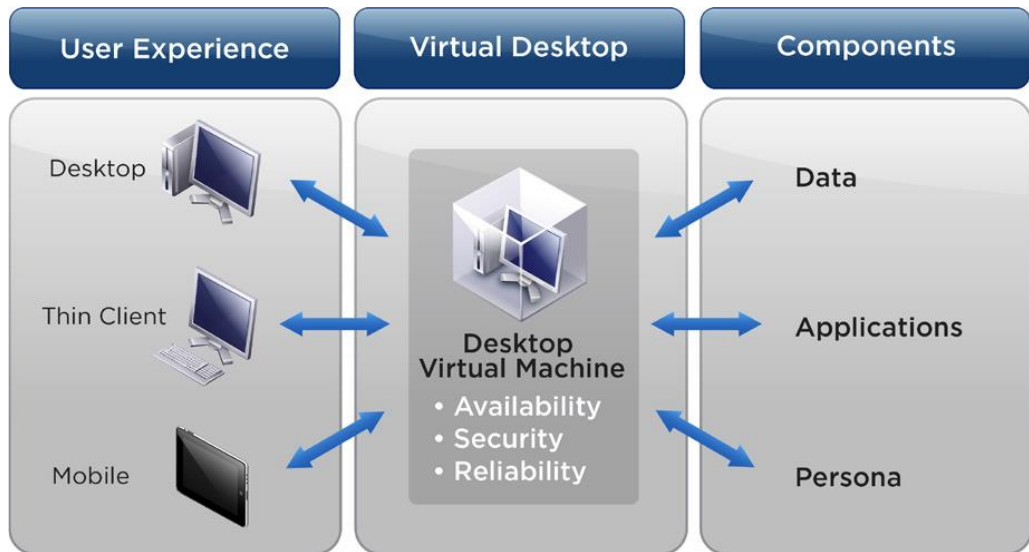 User Experience
Virtual Desktop
Components
Desktop
Thin Client
Mobile
Desktop
Virtual Machine
• Availability
• Security
• Reliability
Data
Applications
Persona